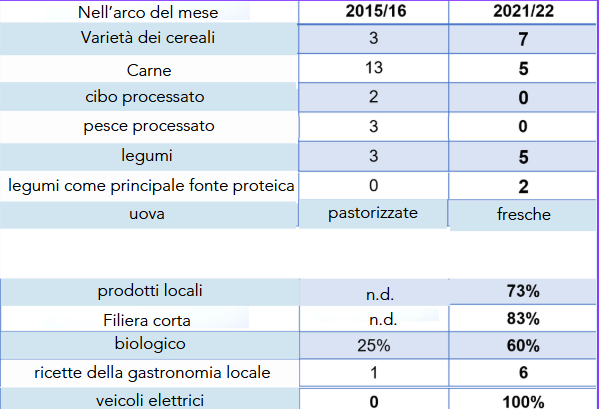 Nell'arco del mese 2015/16 2021/22
Varietà dei cereali 3 7
Carne 13 5
cibo processato 2 0
pesce processato 3 0
legumi 3 5
legumi come principale fonte proteica 0 2
uova pastorizzate fresche
prodotti locali n.d. 73%
Filiera corta n.d. 83%
biologico 25% 60%
ricette della gastronomia locale 1 6
veicoli elettrici 0 100%